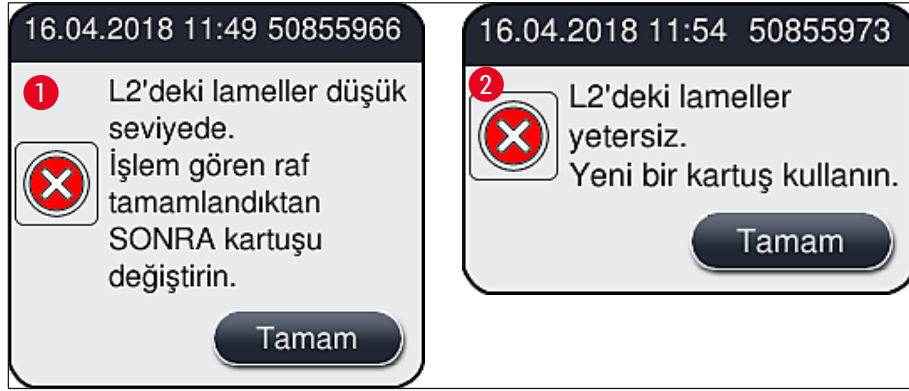 16.04.2018 11:49 50855966
1
L2'deki lameller düşük
seviyede.
İşlem gören raf
tamamlandıktan
SONRA kartuşu
değiştirin.
Tamam
16.04.2018 11:54 50855973
2
L2'deki lameller
yetersiz.
Yeni bir kartuş kullanın.
Tamam